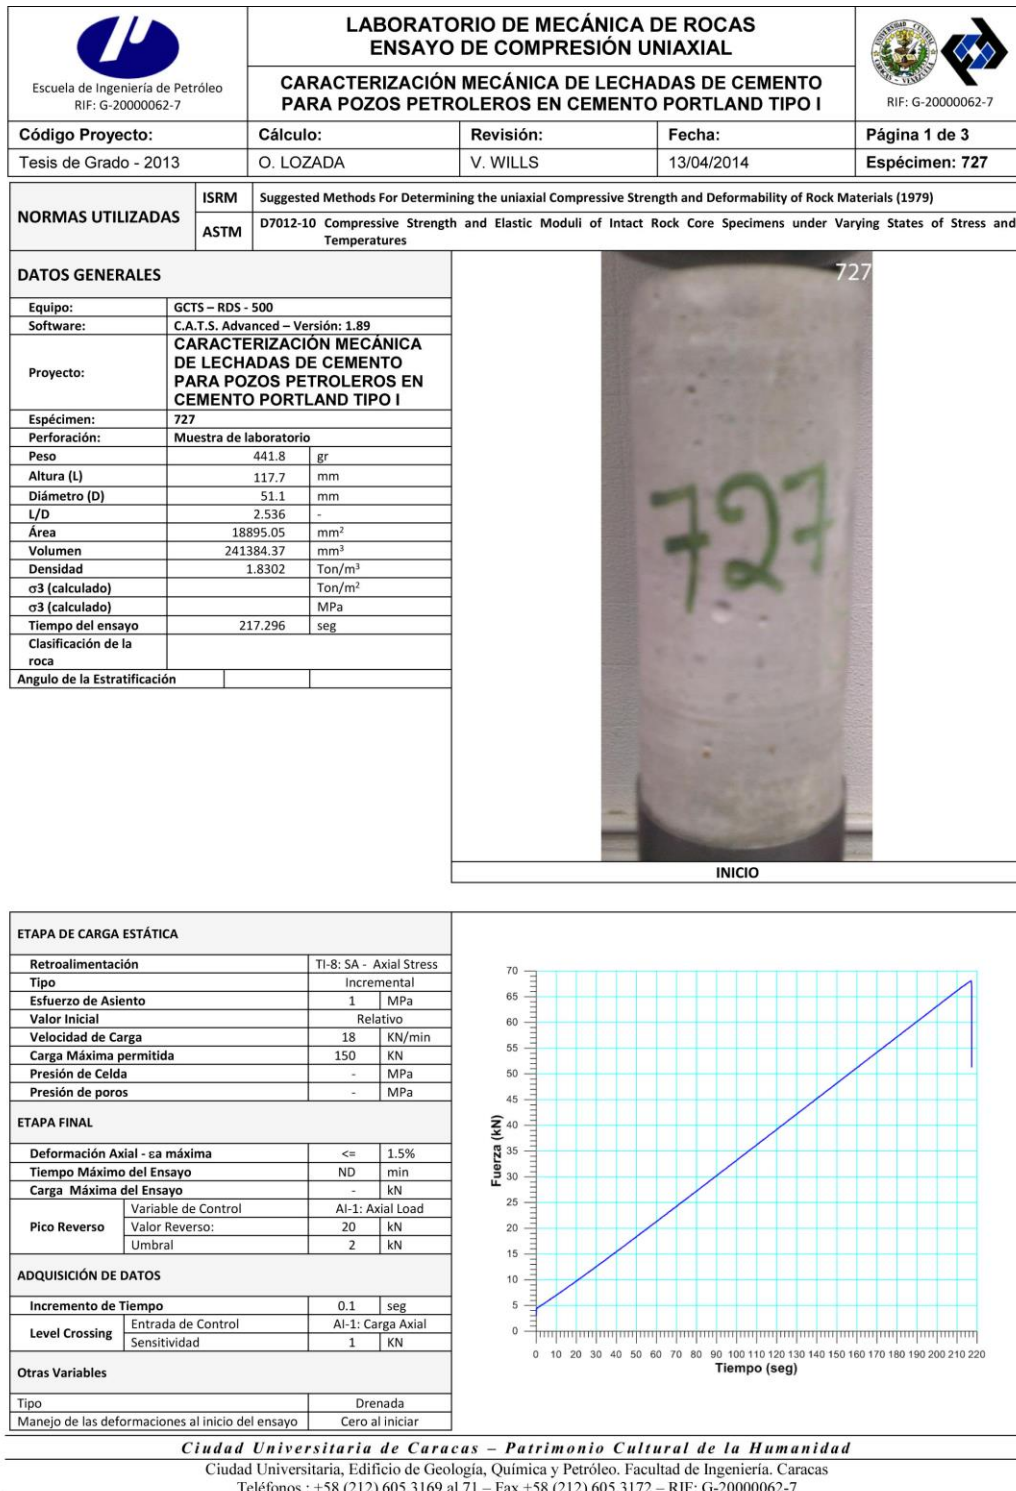 LABORATORIO DE MECÁNICA DE ROCAS
ENSAYO DE COMPRESIÓN UNIAXIAL
Escuela de Ingeniería de Petróleo
RIF: G-20000062-7
CARACTERIZACIÓN MECÁNICA DE LECHADAS DE CEMENTO
PARA POZOS PETROLEROS EN CEMENTO PORTLAND TIPO I
RIF: G-20000062-7
Código Proyecto: Cálculo: Revisión: Fecha: Página 1 de 3
Tesis de Grado - 2013 O. LOZADA V. WILLS 13/04/2014 Espécimen: 727
NORMAS UTILIZADAS
ISRM Suggested Methods For Determining the uniaxial Compressive Strength and Deformability of Rock Materials (1979)
ASTM D7012-10 Compressive Strength and Elastic Moduli of Intact Rock Core Specimens under Varying States of Stress and
Temperatures
DATOS GENERALES
Equipo: GCTS – RDS - 500
Software: C.A.T.S. Advanced – Versión: 1.89
Proyecto: CARACTERIZACIÓN MECÁNICA
DE LECHADAS DE CEMENTO
PARA POZOS PETROLEROS EN
CEMENTO PORTLAND TIPO I
Espécimen: 727
Perforación: Muestra de laboratorio
Peso 441.8 gr
Altura (L) 117.7 mm
Diámetro (D) 51.1 mm
L/D 2.536 -
Área 18895.05 mm²
Volumen 241384.37 mm³
Densidad 1.8302 Ton/m³
σ3 (calculado) Ton/m²
σ3 (calculado) MPa
Tiempo del ensayo 217.296 seg
Clasificación de la
roca
Angulo de la Estratificación
727
727
INICIO
ETAPA DE CARGA ESTÁTICA
Retroalimentación TI-8: SA - Axial Stress
Tipo Incremental
Esfuerzo de Asiento 1 MPa
Valor Inicial Relativo
Velocidad de Carga 18 KN/min
Carga Máxima permitida 150 KN
Presión de Celda - MPa
Presión de poros - MPa
ETAPA FINAL
Deformación Axial - εa máxima <= 1.5%
Tiempo Máximo del Ensayo ND min
Carga Máxima del Ensayo - kN
Pico Reverso
Variable de Control AI-1: Axial Load
Valor Reverso: 20 kN
Umbral 2 kN
ADQUISICIÓN DE DATOS
Incremento de Tiempo 0.1 seg
Level Crossing
Entrada de Control AI-1: Carga Axial
Sensitividad 1 KN
Otras Variables
Tipo Drenada
Manejo de las deformaciones al inicio del ensayo Cero al iniciar
70
65
60
55
50
45
40
35
30
25
20
15
10
5
0
Fuerza (kN)
0 10 20 30 40 50 60 70 80 90 100 110 120 130 140 150 160 170 180 190 200 210 220
Tiempo (seg)
Ciudad Universitaria de Caracas – Patrimonio Cultural de la Humanidad
Ciudad Universitaria, Edificio de Geología, Química y Petróleo. Facultad de Ingeniería. Caracas
Teléfonos : +58 (212) 605 3169 al 71 – Fax +58 (212) 605 3172 – RIF: G-20000062-7